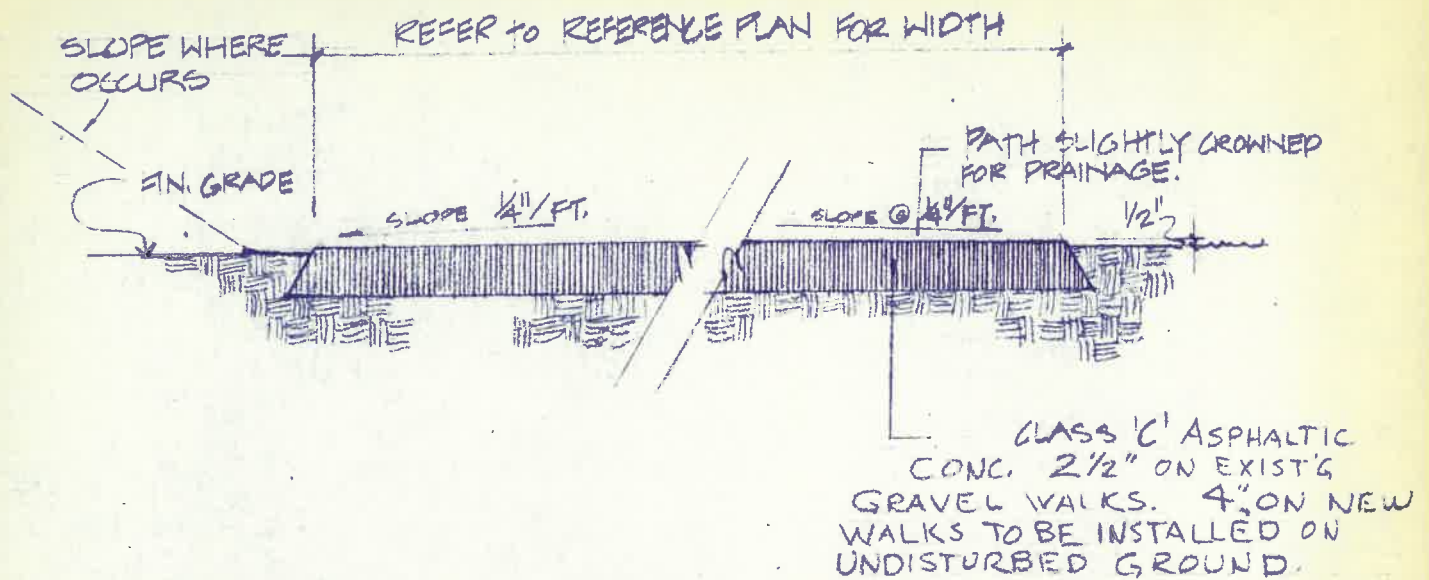 SLOPE WHERE
OCCURS
REFER to REFERENCE PLAN FOR WIDTH
FIN. GRADE
PATH SLIGHTLY CROWNED
FOR DRAINAGE.
SLOPE 1/4"/FT.
SLOPE @ 1/4"/FT.
1/2"
CLASS 'C' ASPHALTIC
CONC. 2 1/2" ON EXIST'G
GRAVEL WALKS. 4" ON NEW
WALKS TO BE INSTALLED ON
UNDISTURBED GROUND.